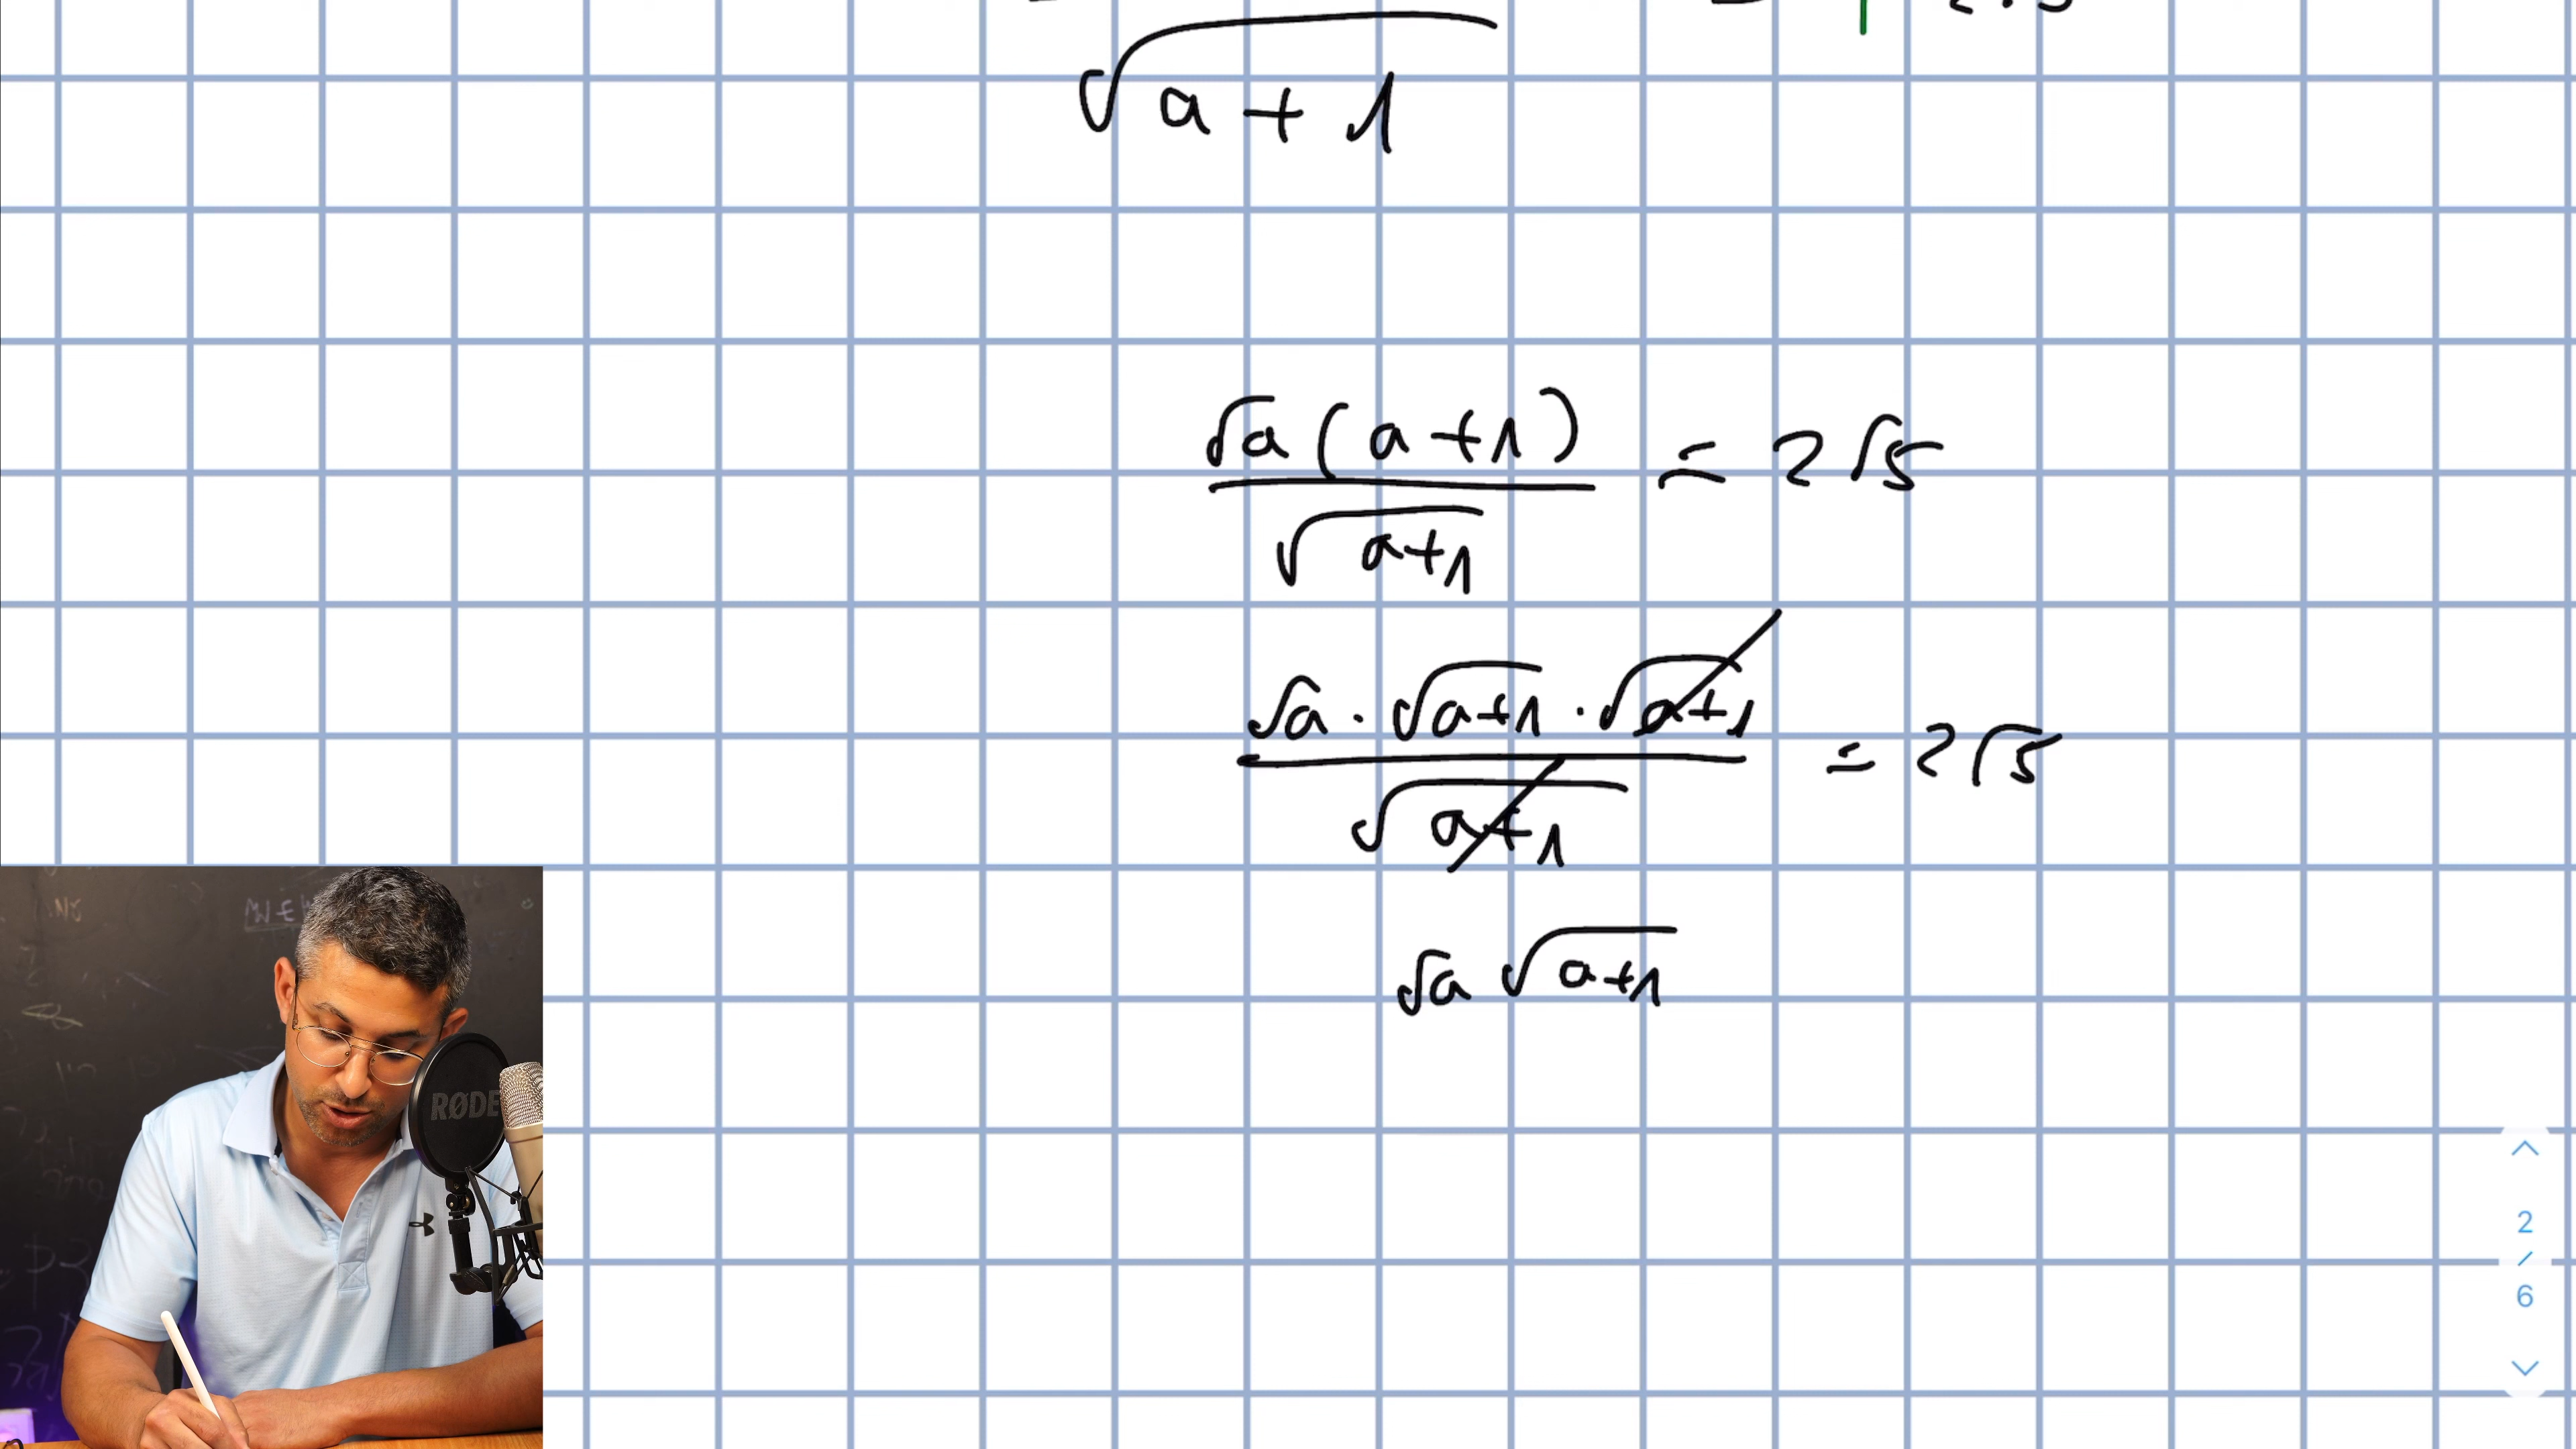 √(a + 1)
√a (a+1) / √(a+1) = 2√5
√a · √(a+1) · √(a+1) / √(a+1) = 2√5
√a √(a+1)
RØDE
2
/
6